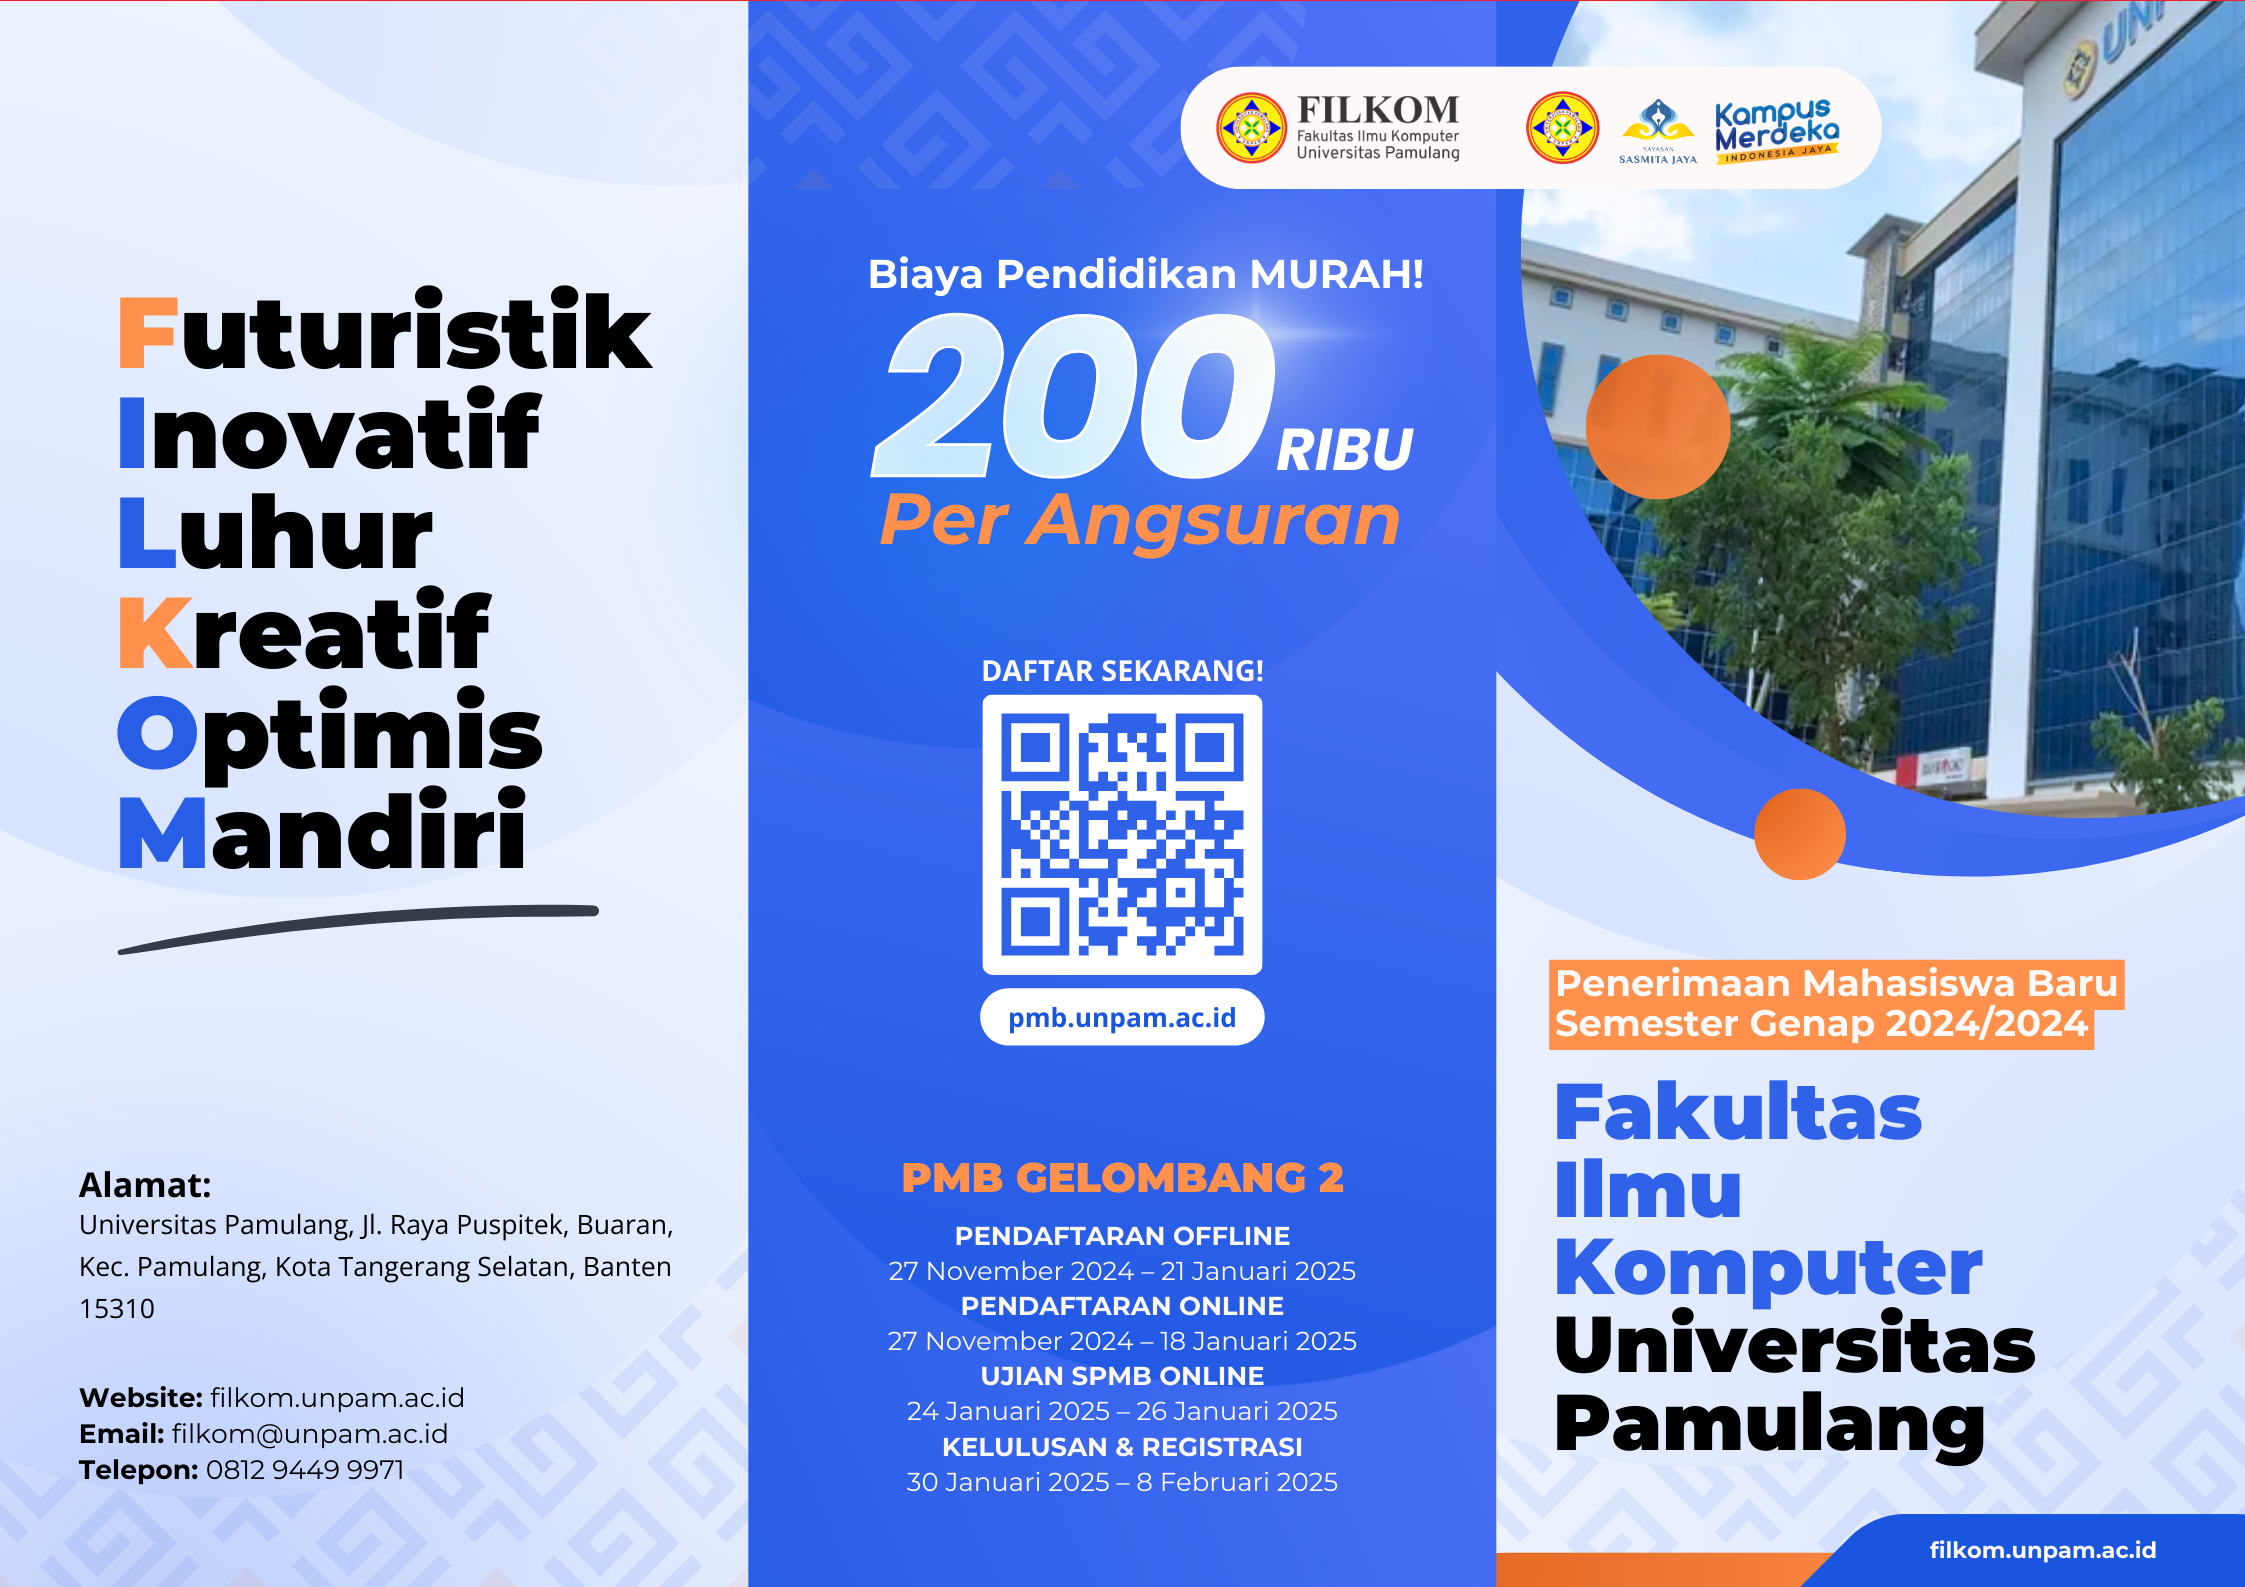 Futuristik
Inovatif
Luhur
Kreatif
Optimis
Mandiri
Alamat:
Universitas Pamulang, Jl. Raya Puspitek, Buaran,
Kec. Pamulang, Kota Tangerang Selatan, Banten
15310
Website: filkom.unpam.ac.id
Email: filkom@unpam.ac.id
Telepon: 0812 9449 9971
FILKOM
Fakultas Ilmu Komputer
Universitas Pamulang
YAYASAN
SASMITA JAYA
Kampus
Merdeka
INDONESIA JAYA
Biaya Pendidikan MURAH!
200 RIBU
Per Angsuran
DAFTAR SEKARANG!
pmb.unpam.ac.id
PMB GELOMBANG 2
PENDAFTARAN OFFLINE
27 November 2024 – 21 Januari 2025
PENDAFTARAN ONLINE
27 November 2024 – 18 Januari 2025
UJIAN SPMB ONLINE
24 Januari 2025 – 26 Januari 2025
KELULUSAN & REGISTRASI
30 Januari 2025 – 8 Februari 2025
Penerimaan Mahasiswa Baru
Semester Genap 2024/2024
Fakultas
Ilmu
Komputer
Universitas
Pamulang
filkom.unpam.ac.id